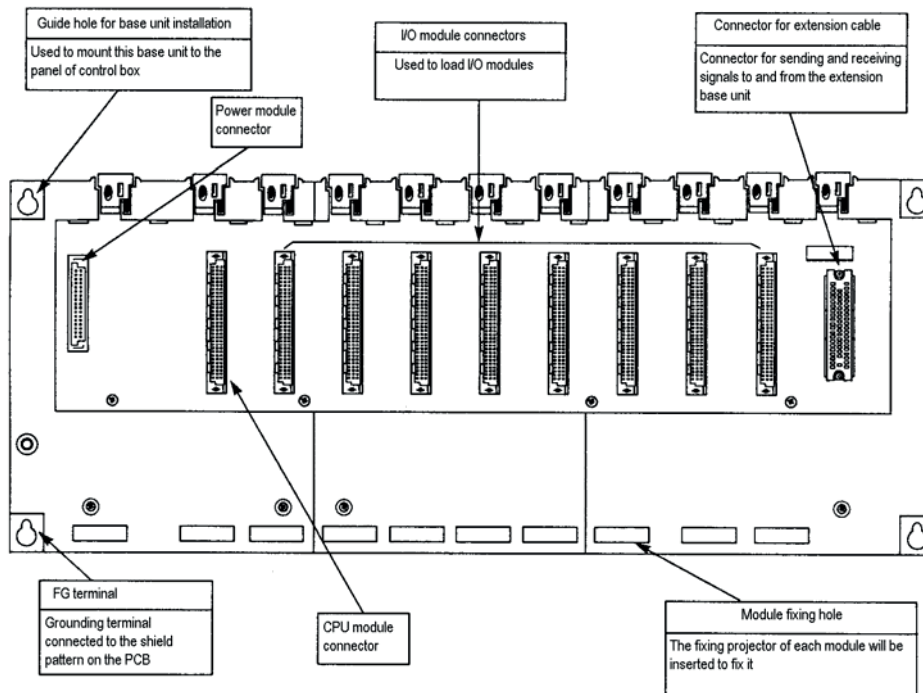 Guide hole for base unit installation
Used to mount this base unit to the
panel of control box
I/O module connectors
Used to load I/O modules
Connector for extension cable
Connector for sending and receiving
signals to and from the extension
base unit
Power module
connector
FG terminal
Grounding terminal
connected to the shield
pattern on the PCB
CPU module
connector
Module fixing hole
The fixing projector of each module will be
inserted to fix it